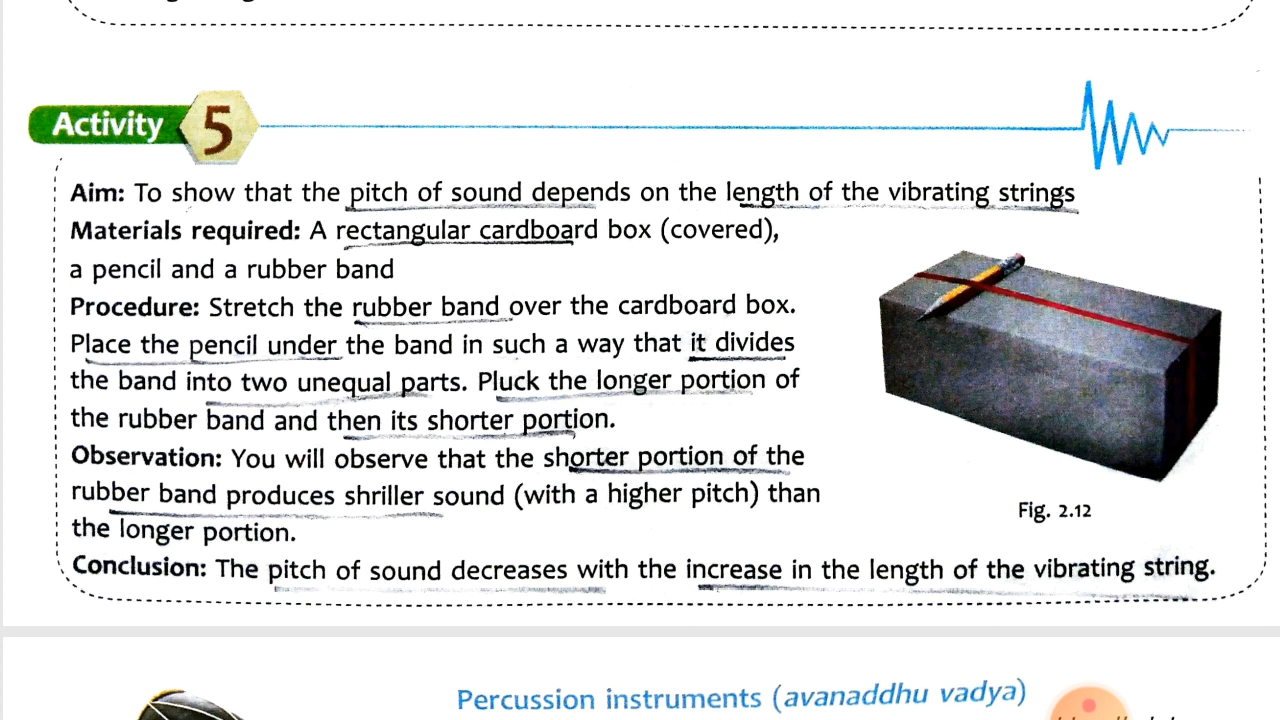 Activity 5
Aim: To show that the pitch of sound depends on the length of the vibrating strings
Materials required: A rectangular cardboard box (covered),
a pencil and a rubber band
Procedure: Stretch the rubber band over the cardboard box.
Place the pencil under the band in such a way that it divides
the band into two unequal parts. Pluck the longer portion of
the rubber band and then its shorter portion.
Observation: You will observe that the shorter portion of the
rubber band produces shriller sound (with a higher pitch) than
the longer portion.
Fig. 2.12
Conclusion: The pitch of sound decreases with the increase in the length of the vibrating string.
Percussion instruments (avanaddhu vadya)